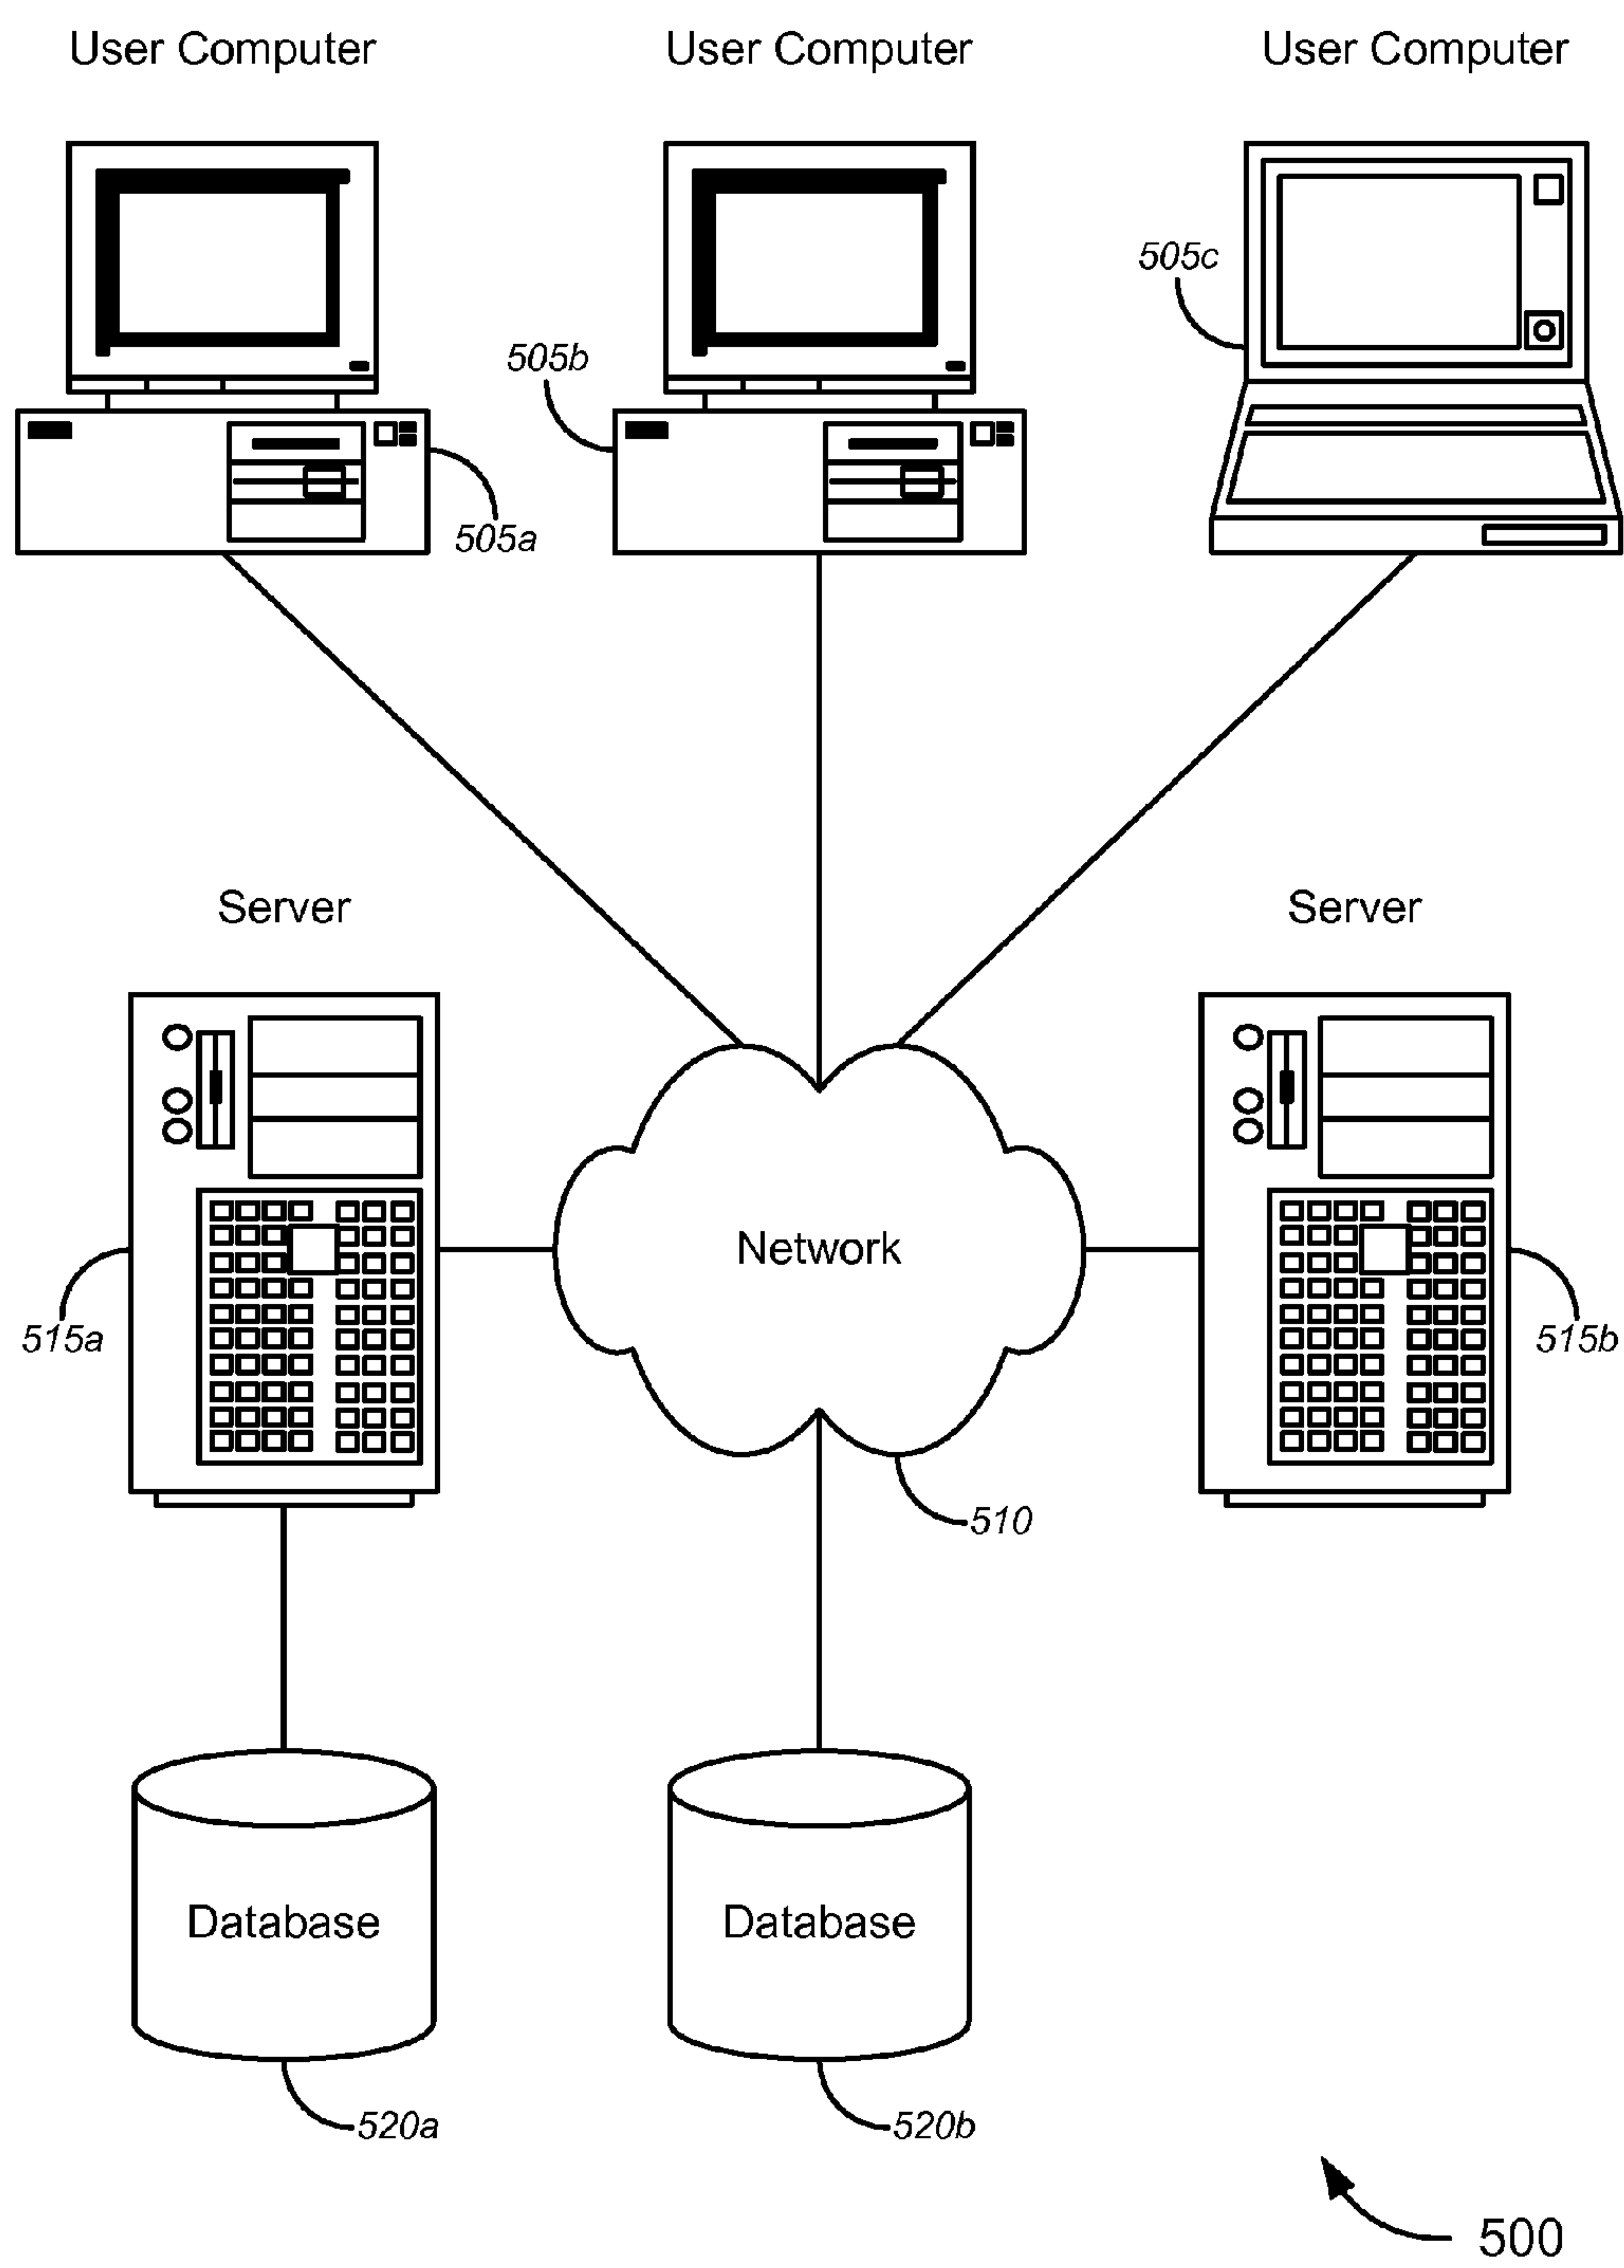 User Computer
User Computer
User Computer
505c
505b
505a
Server
Server
Network
515a
515b
510
Database
Database
520a
520b
500